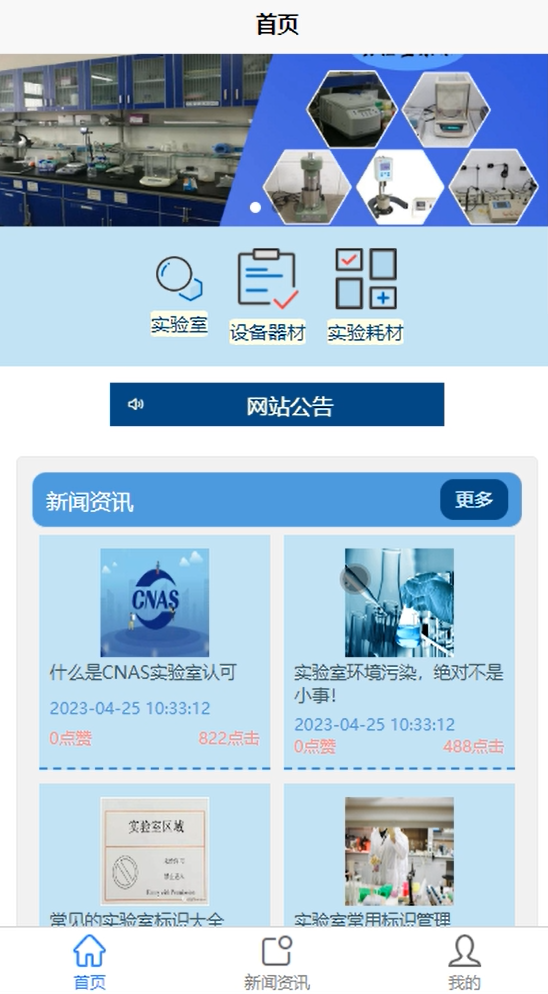 首页
实验室
设备器材
实验耗材
网站公告
新闻资讯
更多
CNAS
什么是CNAS实验室认可
2023-04-25 10:33:12
0点赞
822点击
实验室环境污染，绝对不是
小事！
2023-04-25 10:33:12
0点赞
488点击
实验室区域
常见的实验室标识大全
实验室常用标识管理
首页
新闻资讯
我的